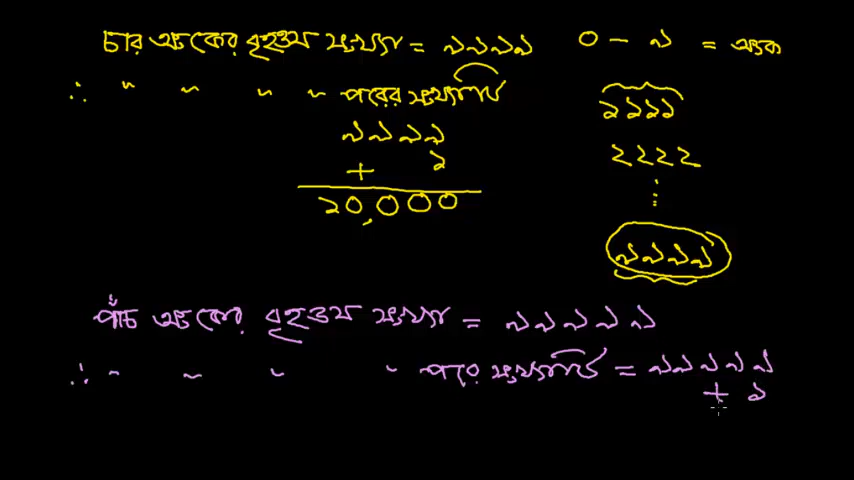 চার অংকের বৃহত্তম সংখ্যা = ৯৯৯৯ ০ - ৯ = অংক
∴ " " " " পরের সংখ্যাটি
৯৯৯৯
+ ১
১০,০০০
১১১১
২২২২
⋮
৯৯৯৯
পাঁচ অংকের বৃহত্তম সংখ্যা = ৯৯৯৯৯
∴ " " " " পরে সংখ্যাটি = ৯৯৯৯৯
+ ১